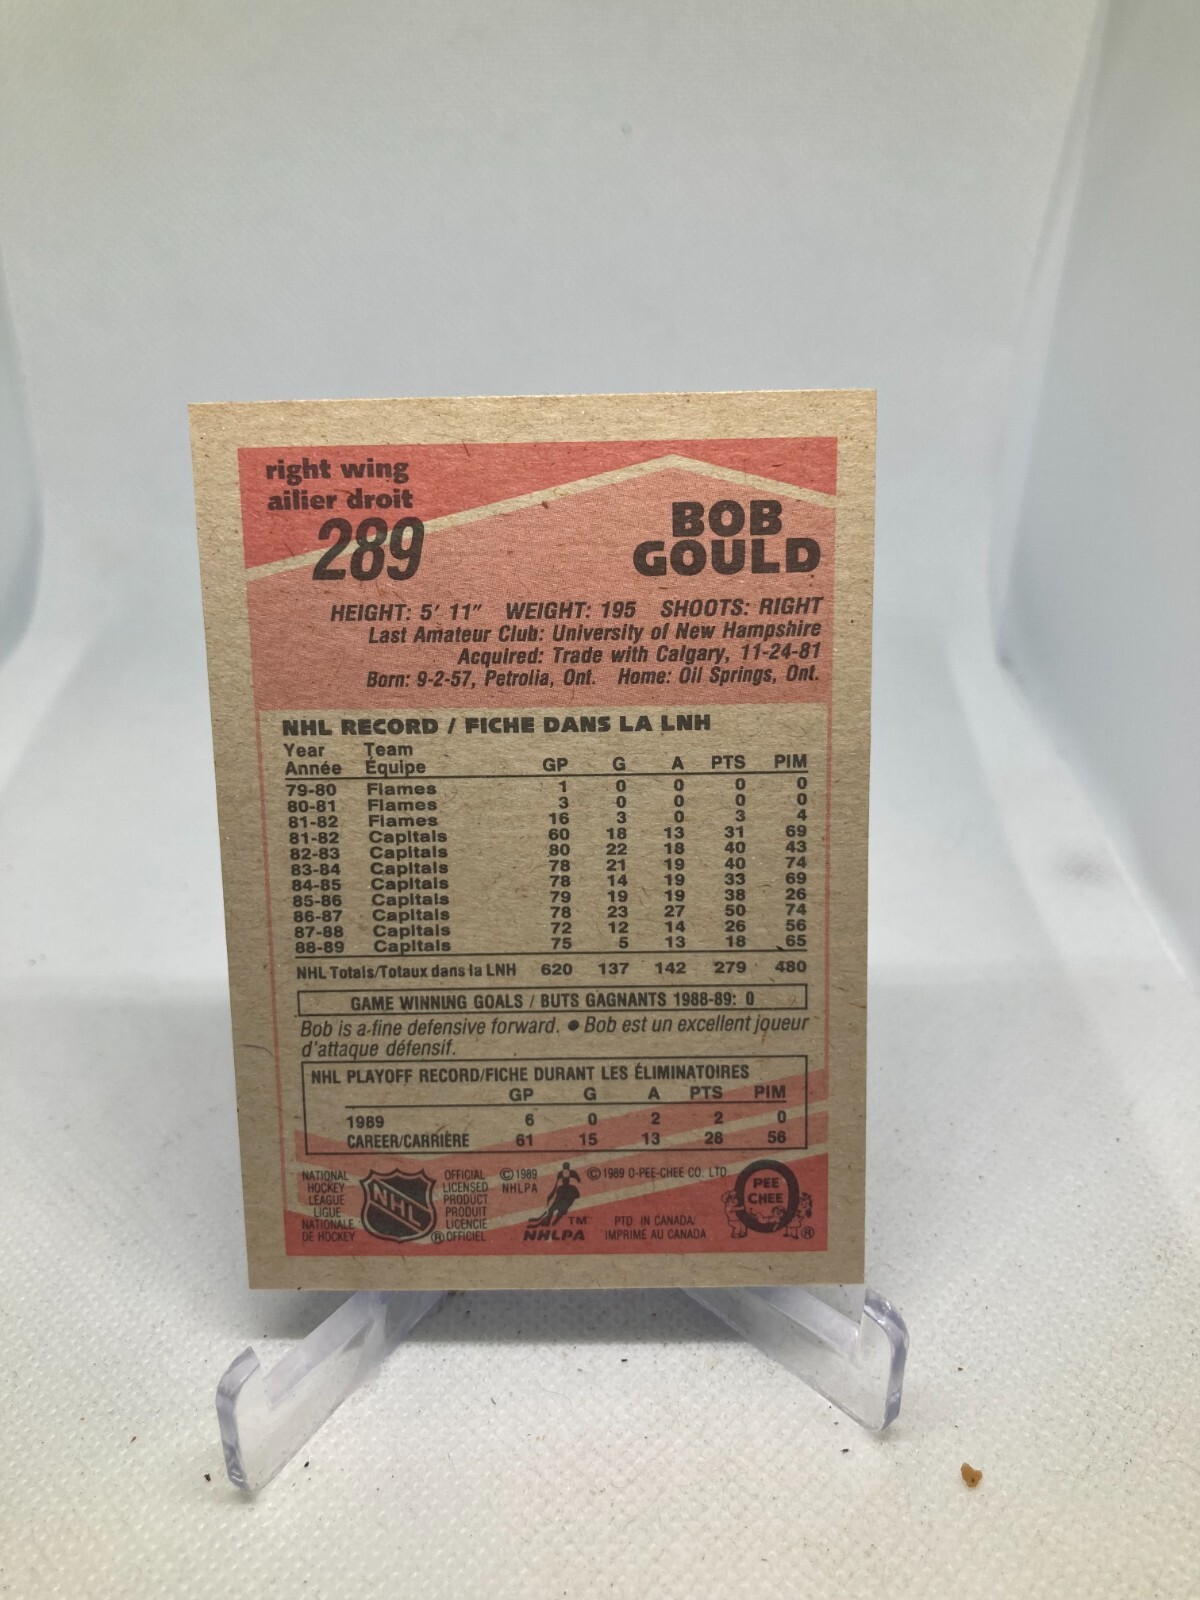 right wing
ailier droit
289
BOB
GOULD
HEIGHT: 5' 11" WEIGHT: 195 SHOOTS: RIGHT
Last Amateur Club: University of New Hampshire
Acquired: Trade with Calgary, 11-24-81
Born: 9-2-57, Petrolia, Ont. Home: Oil Springs, Ont.
NHL RECORD / FICHE DANS LA LNH
Year Team
Année Équipe GP G A PTS PIM
79-80 Flames 1 0 0 0 0
80-81 Flames 3 0 0 0 0
81-82 Flames 16 3 0 3 4
81-82 Capitals 60 18 13 31 69
82-83 Capitals 80 22 18 40 43
83-84 Capitals 78 21 19 40 74
84-85 Capitals 78 14 19 33 69
85-86 Capitals 79 19 19 38 26
86-87 Capitals 78 23 27 50 74
87-88 Capitals 72 12 14 26 56
88-89 Capitals 75 5 13 18 65
NHL Totals/Totaux dans la LNH 620 137 142 279 480
GAME WINNING GOALS / BUTS GAGNANTS 1988-89: 0
Bob is a fine defensive forward. ● Bob est un excellent joueur
d'attaque défensif.
NHL PLAYOFF RECORD/FICHE DURANT LES ÉLIMINATOIRES
GP G A PTS PIM
1989 6 0 2 2 0
CAREER/CARRIÈRE 61 15 13 28 56
NATIONAL
HOCKEY
LEAGUE
LIGUE
NATIONALE
DE HOCKEY
NHL
OFFICIAL
LICENSED
PRODUCT
PRODUIT
LICENCIE
® OFFICIEL
© 1989
NHLPA
TM
NHLPA
© 1989 O-PEE-CHEE CO. LTD.
PTD. IN CANADA/
IMPRIMÉ AU CANADA
O
PEE
CHEE
®